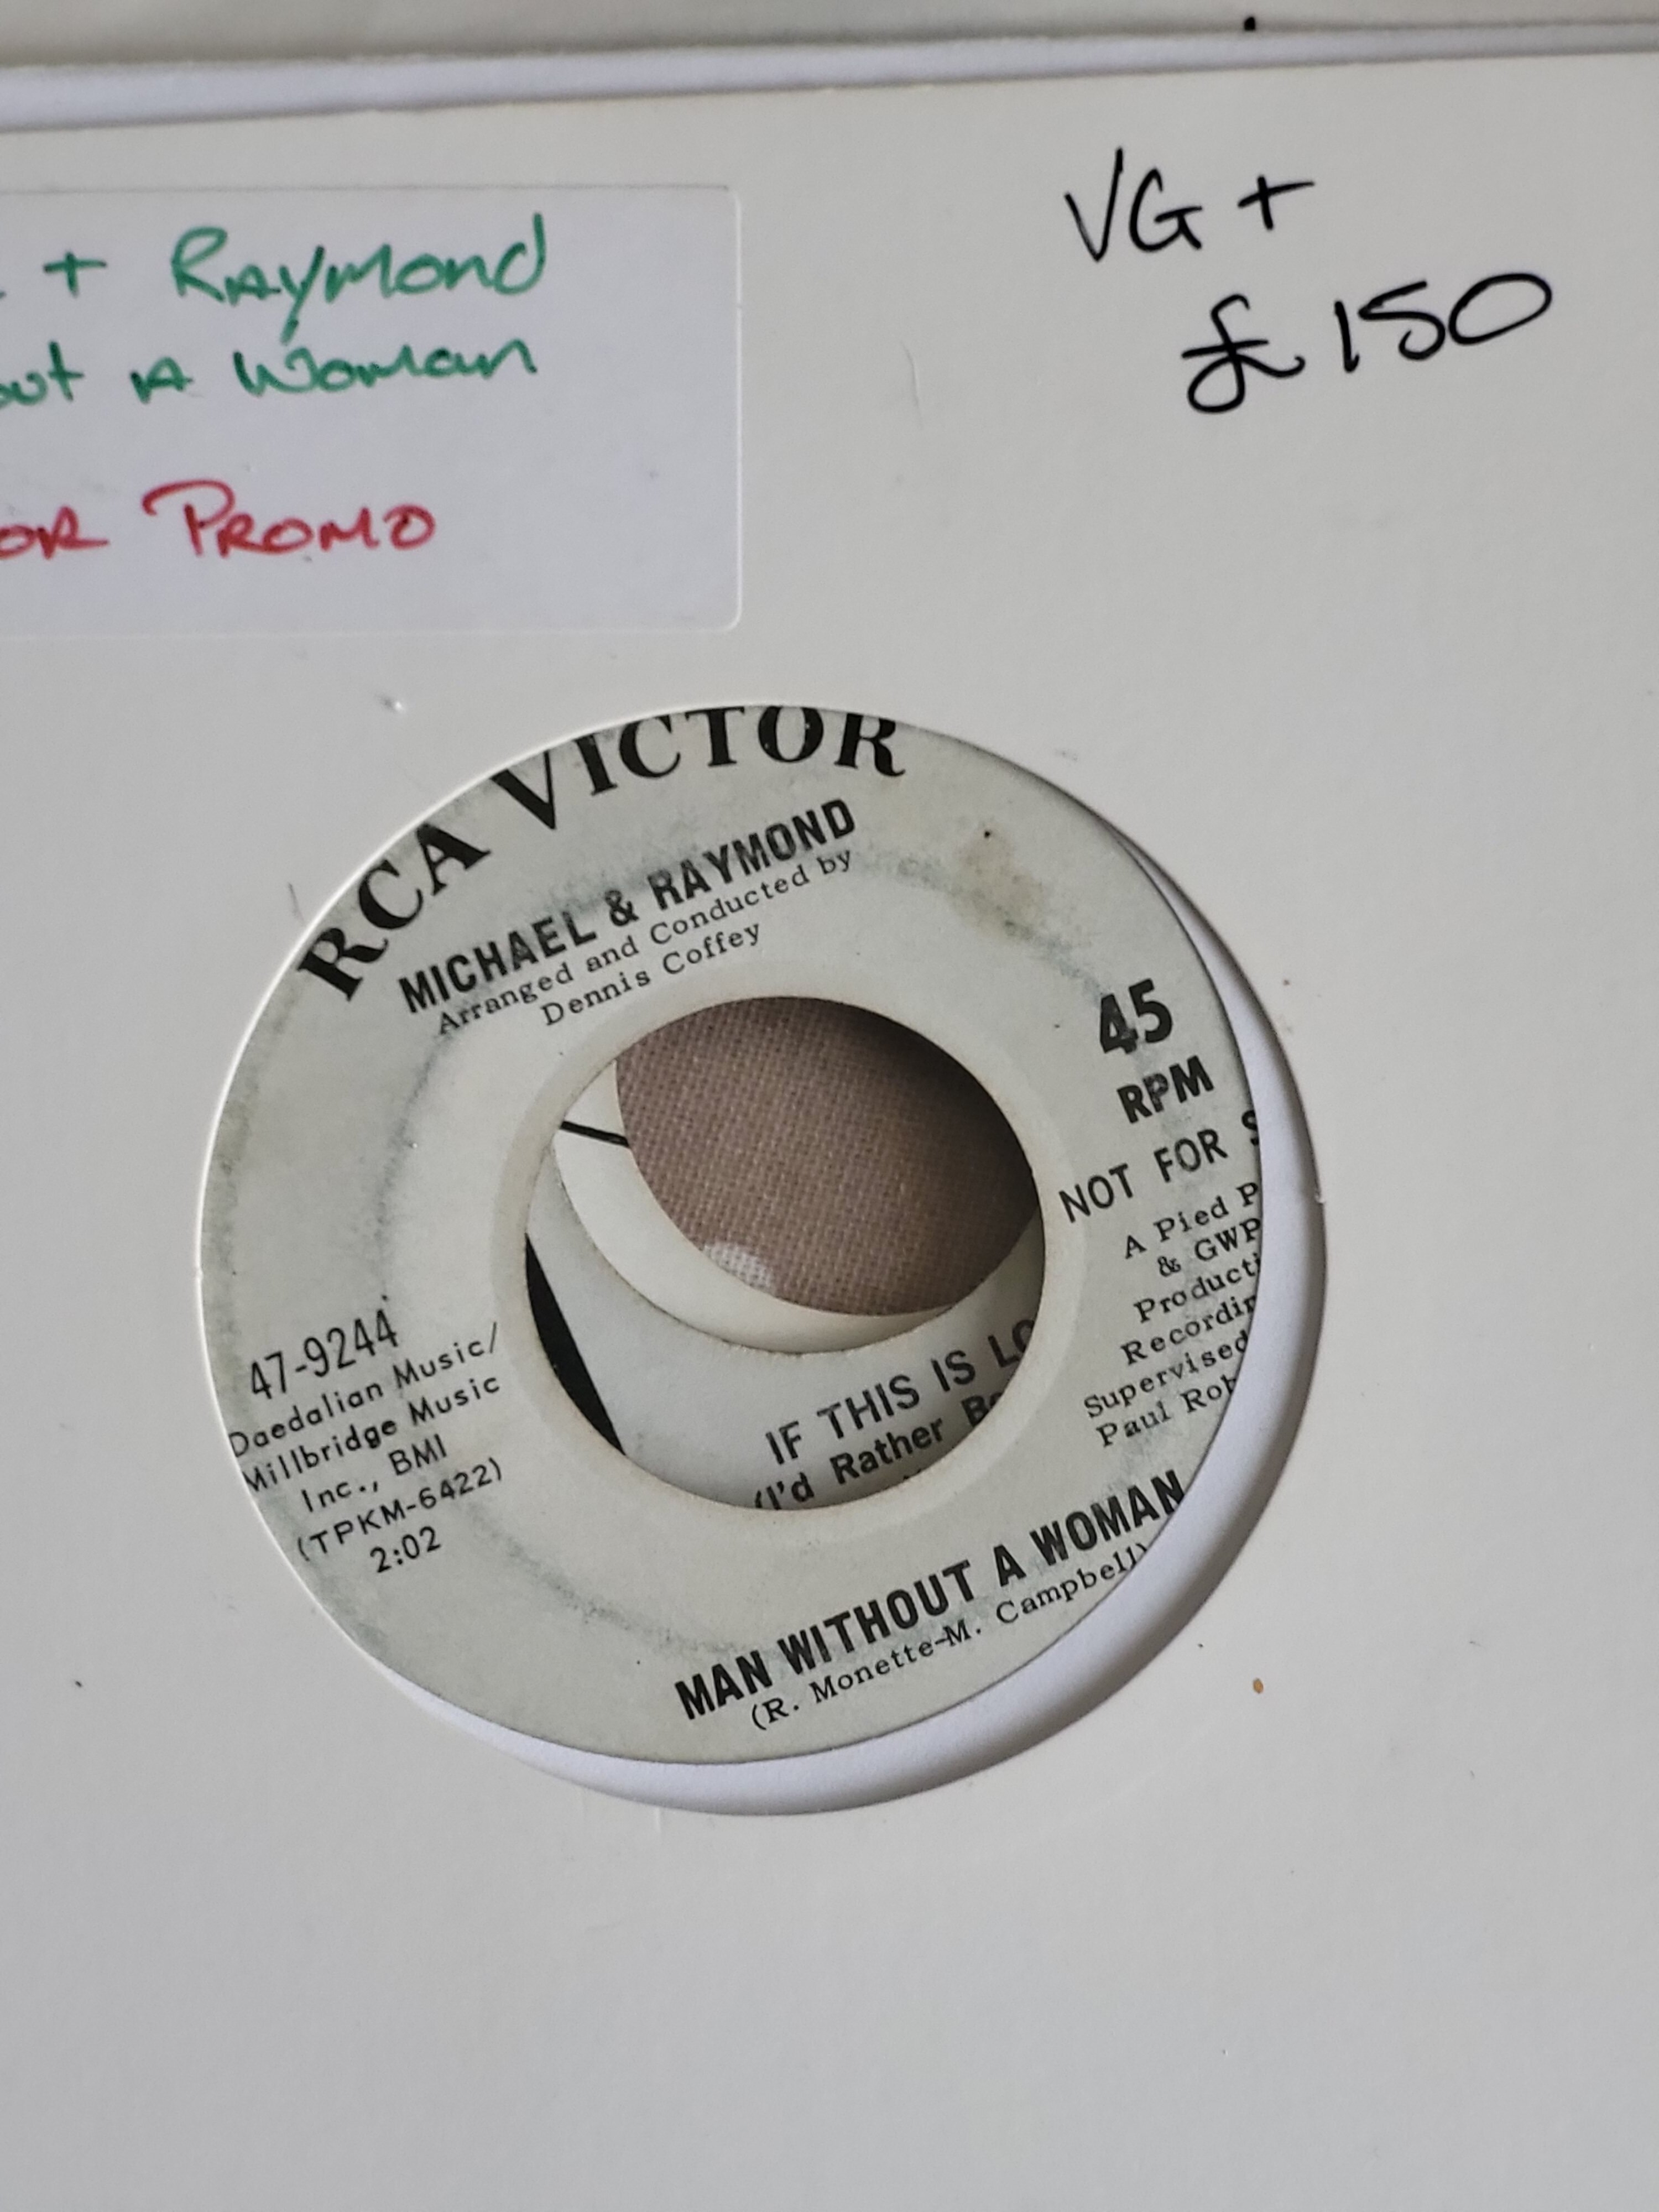 + Raymond
out A Woman
OR PROMO
VG +
£150
RCA VICTOR
MICHAEL & RAYMOND
Arranged and Conducted by
Dennis Coffey
45
RPM
NOT FOR S
A Pied P
& GWP
Producti
Recordin
Supervised
Paul Rob
47-9244
Daedalian Music/
Millbridge Music
Inc., BMI
(TPKM-6422)
2:02
IF THIS IS LO
(I'd Rather Be
MAN WITHOUT A WOMAN
(R. Monette-M. Campbell)